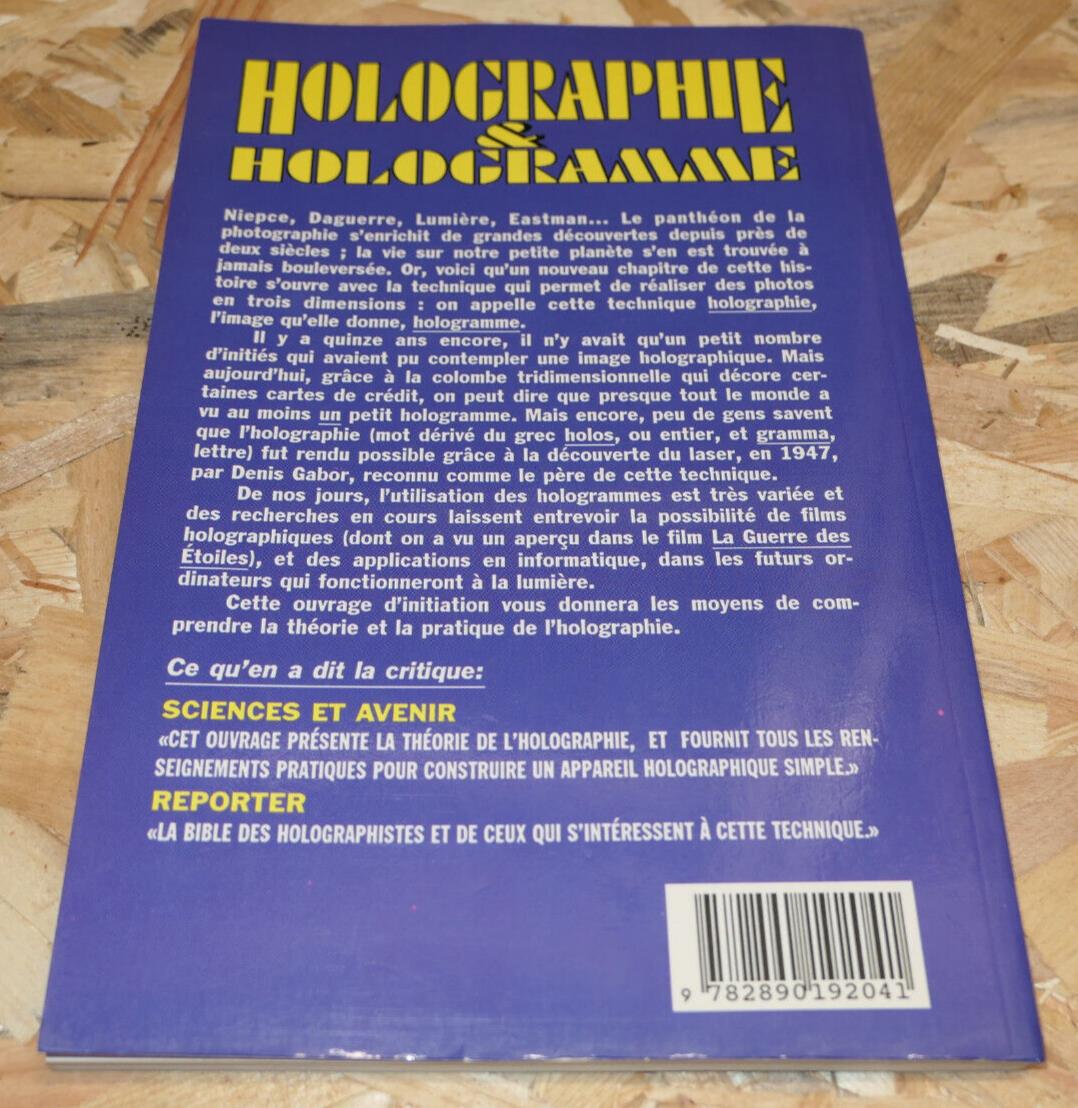 HOLOGRAPHIE
&
HOLOGRAMME
Niepce, Daguerre, Lumière, Eastman... Le panthéon de la
photographie s'enrichit de grandes découvertes depuis près de
deux siècles ; la vie sur notre petite planète s'en est trouvée à
jamais bouleversée. Or, voici qu'un nouveau chapitre de cette his-
toire s'ouvre avec la technique qui permet de réaliser des photos
en trois dimensions : on appelle cette technique holographie,
l'image qu'elle donne, hologramme.
Il y a quinze ans encore, il n'y avait qu'un petit nombre
d'initiés qui avaient pu contempler une image holographique. Mais
aujourd'hui, grâce à la colombe tridimensionnelle qui décore cer-
taines cartes de crédit, on peut dire que presque tout le monde a
vu au moins un petit hologramme. Mais encore, peu de gens savent
que l'holographie (mot dérivé du grec holos, ou entier, et gramma,
lettre) fut rendu possible grâce à la découverte du laser, en 1947,
par Denis Gabor, reconnu comme le père de cette technique.
De nos jours, l'utilisation des hologrammes est très variée et
des recherches en cours laissent entrevoir la possibilité de films
holographiques (dont on a vu un aperçu dans le film La Guerre des
Étoiles), et des applications en informatique, dans les futurs or-
dinateurs qui fonctionneront à la lumière.
Cette ouvrage d'initiation vous donnera les moyens de com-
prendre la théorie et la pratique de l'holographie.
Ce qu'en a dit la critique:
SCIENCES ET AVENIR
«CET OUVRAGE PRÉSENTE LA THÉORIE DE L'HOLOGRAPHIE, ET FOURNIT TOUS LES REN-
SEIGNEMENTS PRATIQUES POUR CONSTRUIRE UN APPAREIL HOLOGRAPHIQUE SIMPLE.»
REPORTER
«LA BIBLE DES HOLOGRAPHISTES ET DE CEUX QUI S'INTÉRESSENT À CETTE TECHNIQUE.»
9 782890 192041